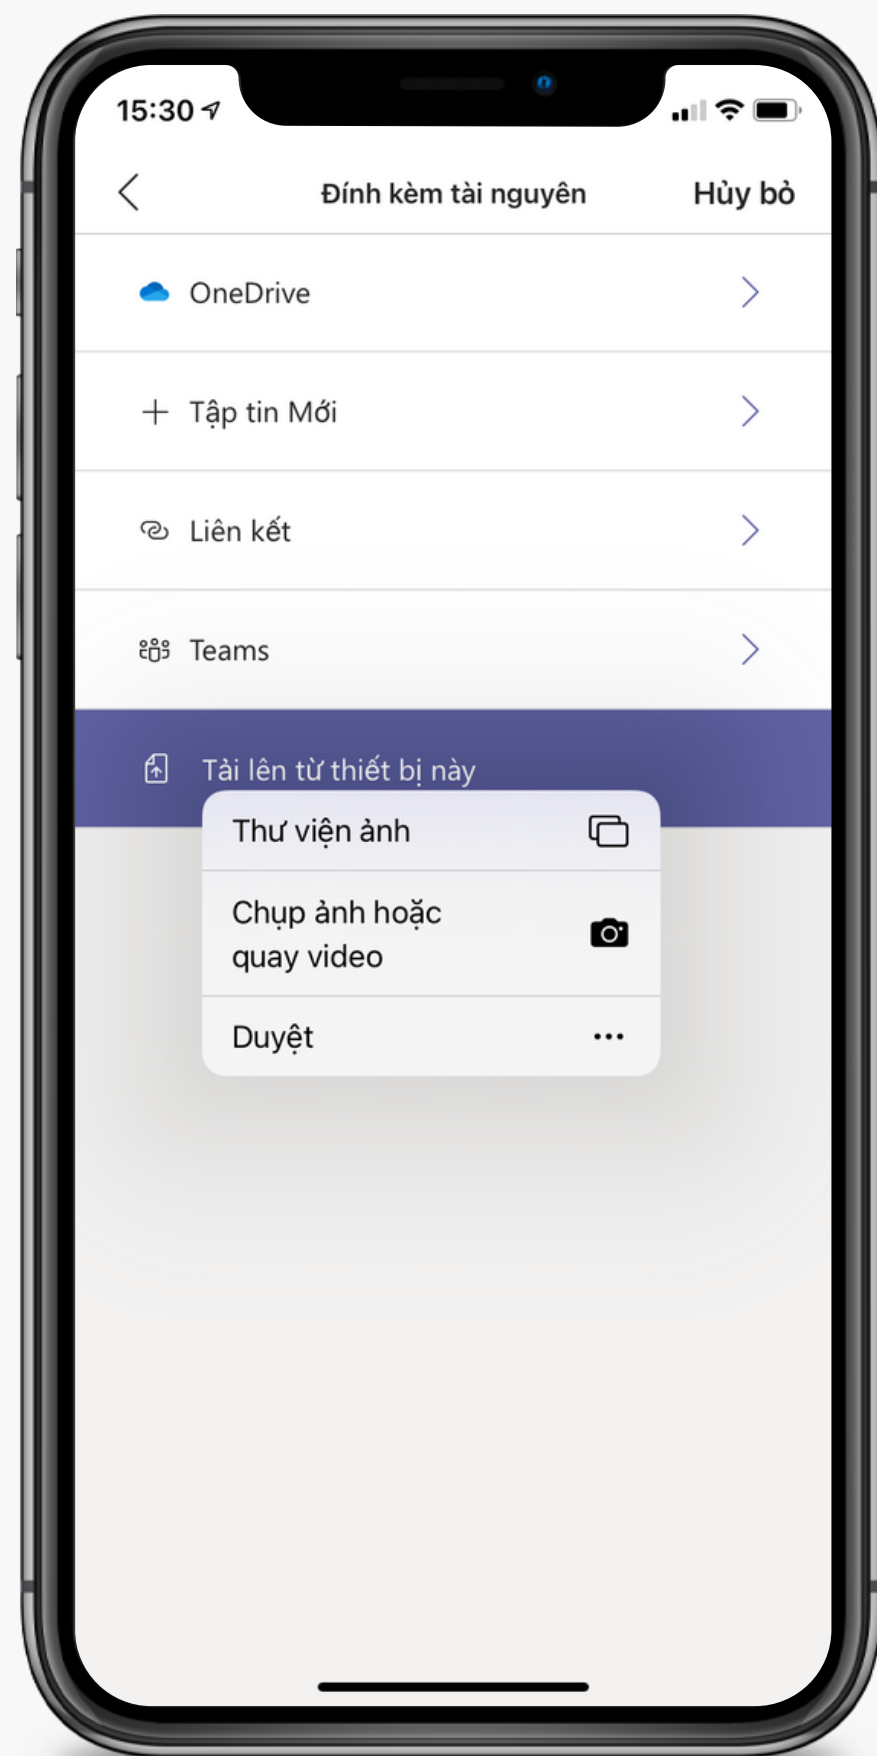 15:30
Đính kèm tài nguyên
Hủy bỏ
OneDrive
Tập tin Mới
Liên kết
Teams
Tải lên từ thiết bị này
Thư viện ảnh
Chụp ảnh hoặc
quay video
Duyệt